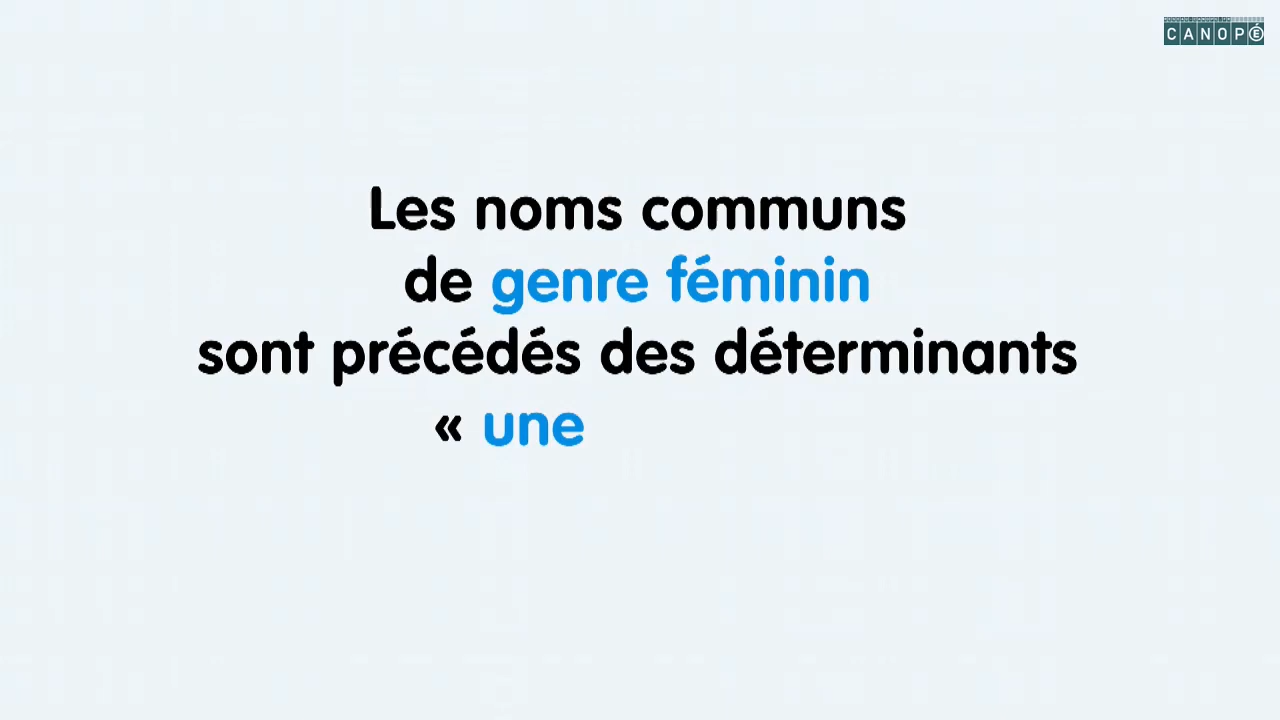 CANOPÉ
Les noms communs
de genre féminin
sont précédés des déterminants
« une